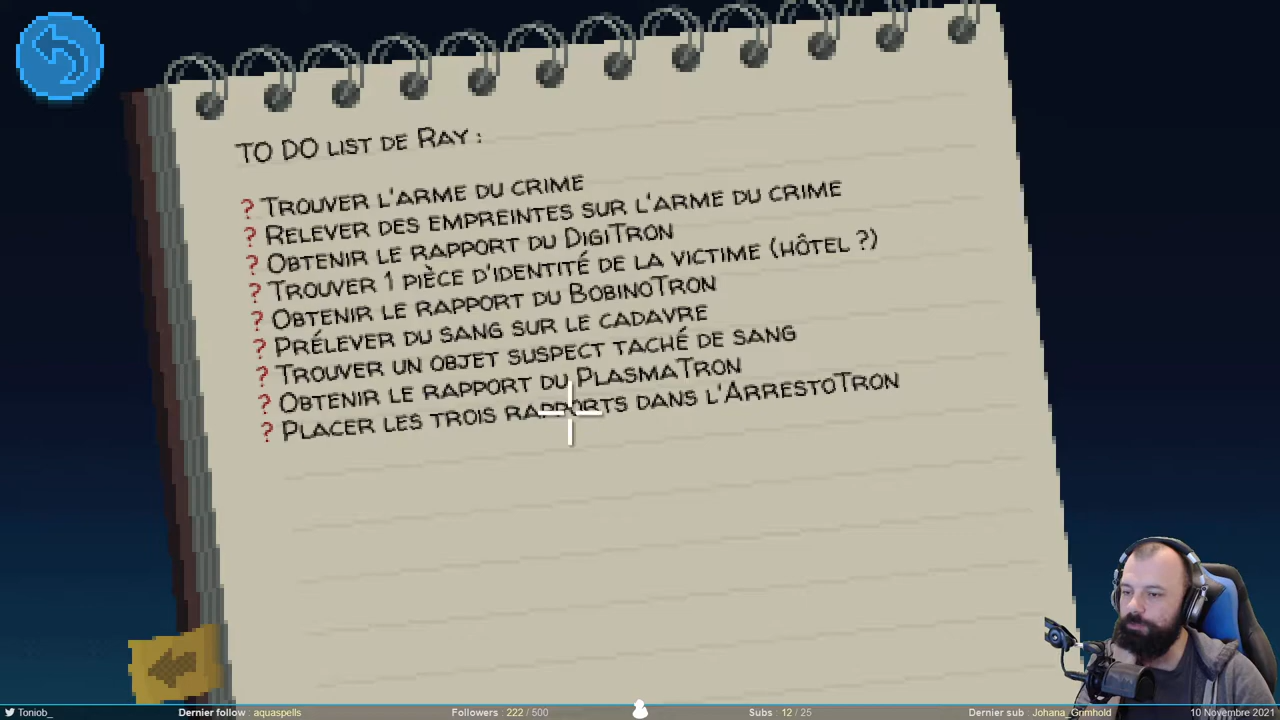 TO DO LIST DE RAY :
? TROUVER L'ARME DU CRIME
? RELEVER DES EMPREINTES SUR L'ARME DU CRIME
? OBTENIR LE RAPPORT DU DIGITRON
? TROUVER 1 PIÈCE D'IDENTITÉ DE LA VICTIME (HÔTEL ?)
? OBTENIR LE RAPPORT DU BOBINOTRON
? PRÉLEVER DU SANG SUR LE CADAVRE
? TROUVER UN OBJET SUSPECT TACHÉ DE SANG
? OBTENIR LE RAPPORT DU PLASMATRON
? PLACER LES TROIS RAPPORTS DANS L'ARRESTOTRON
Toniob_ Dernier follow : aquaspells Followers : 222 / 500 Subs : 12 / 25 Dernier sub : Johana_Grimhold 10 Novembre 2021